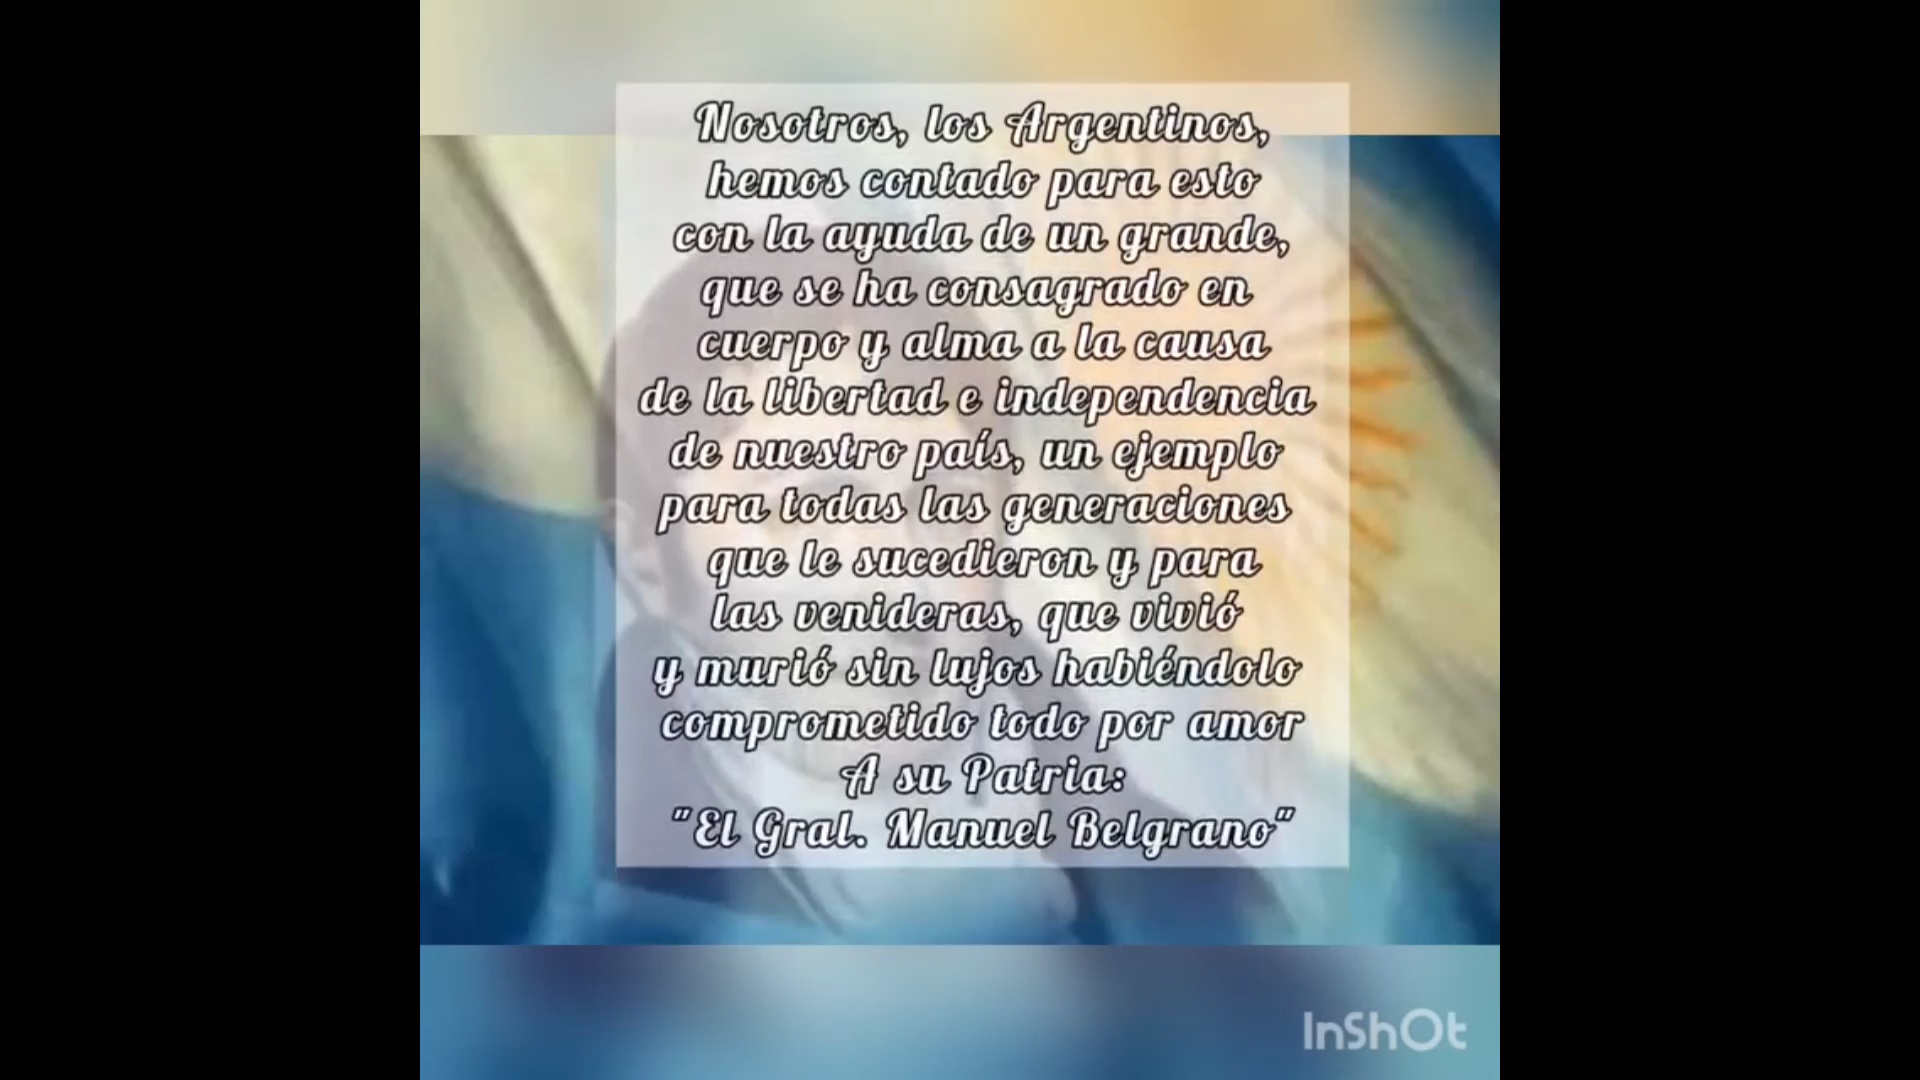 Nosotros, los Argentinos,
hemos contado para esto
con la ayuda de un grande,
que se ha consagrado en
cuerpo y alma a la causa
de la libertad e independencia
de nuestro país, un ejemplo
para todas las generaciones
que le sucedieron y para
las venideras, que vivió
y murió sin lujos habiéndolo
comprometido todo por amor
A su Patria:
"El Gral. Manuel Belgrano"
InShOt